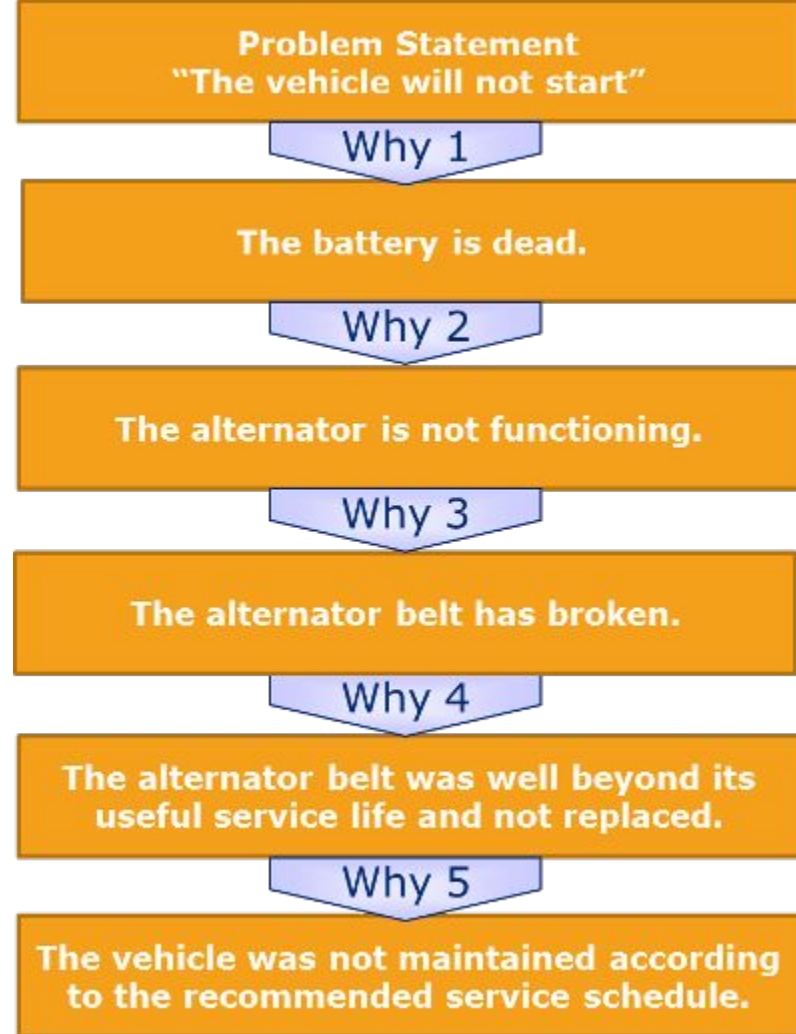 Problem Statement
“The vehicle will not start”
Why 1
The battery is dead.
Why 2
The alternator is not functioning.
Why 3
The alternator belt has broken.
Why 4
The alternator belt was well beyond its
useful service life and not replaced.
Why 5
The vehicle was not maintained according
to the recommended service schedule.